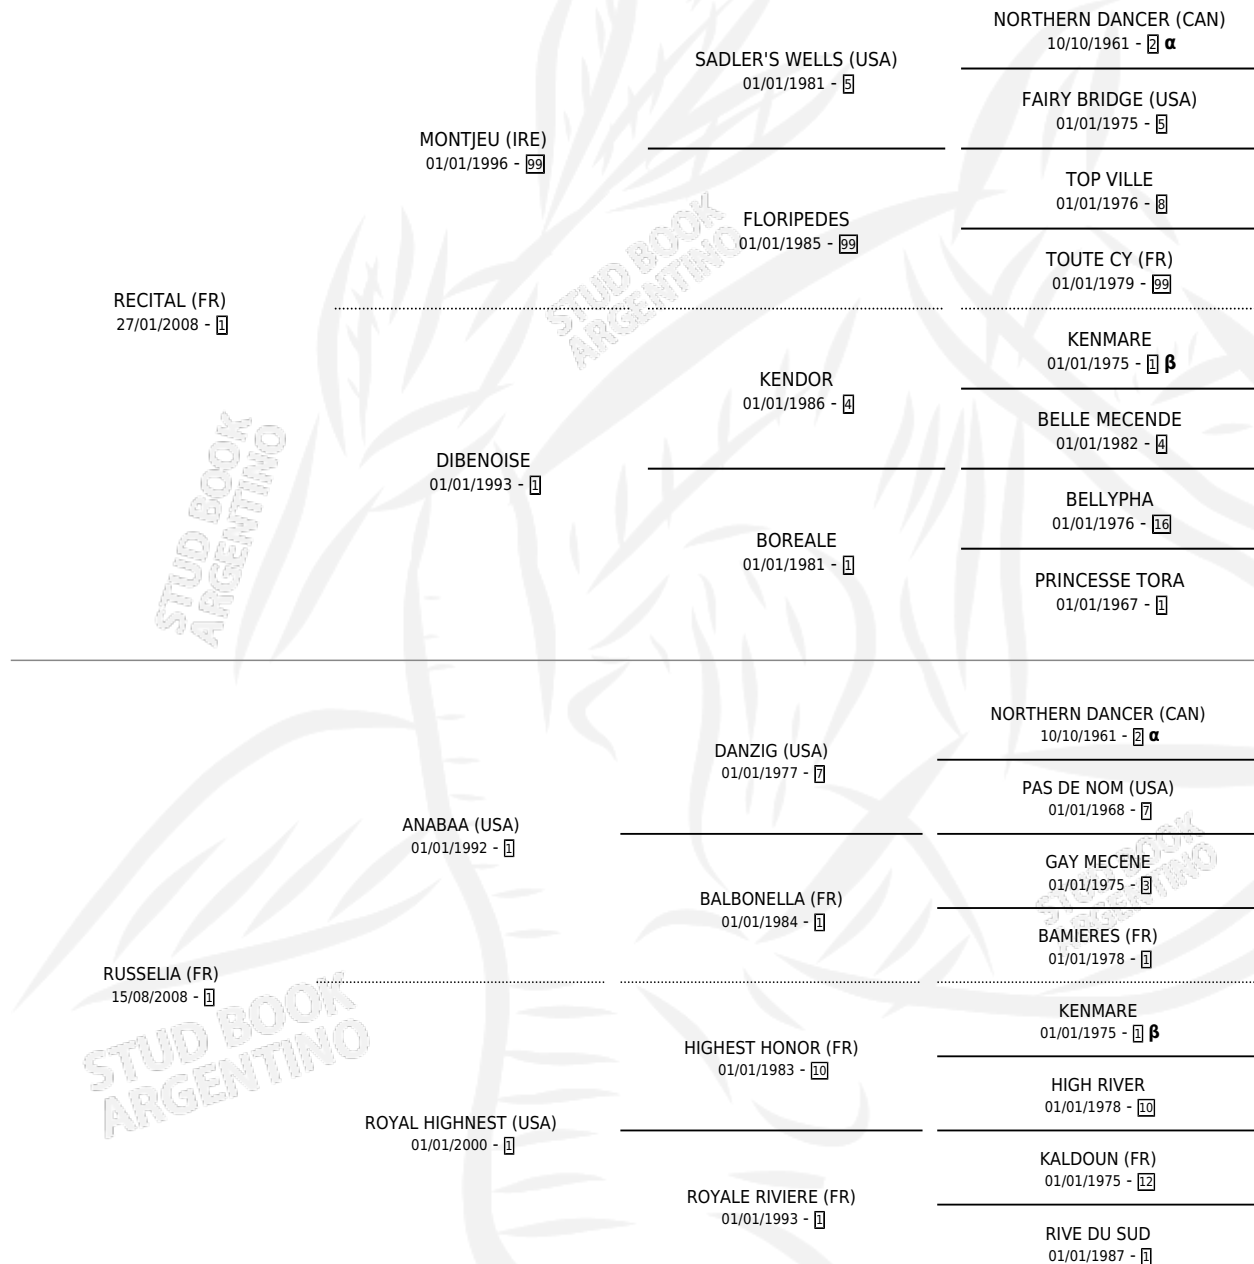 NORTHERN DANCER (CAN)
10/10/1961 - 2 α
SADLER'S WELLS (USA)
01/01/1981 - 5
FAIRY BRIDGE (USA)
01/01/1975 - 5
MONTJEU (IRE)
01/01/1996 - 99
TOP VILLE
01/01/1976 - 8
FLORIPEDES
01/01/1985 - 99
TOUTE CY (FR)
01/01/1979 - 99
RECITAL (FR)
27/01/2008 - 1
KENMARE
01/01/1975 - 1 β
KENDOR
01/01/1986 - 4
BELLE MECENDE
01/01/1982 - 4
DIBENOISE
01/01/1993 - 1
BELLYPHA
01/01/1976 - 16
BOREALE
01/01/1981 - 1
PRINCESSE TORA
01/01/1967 - 1
STUD BOOK
ARGENTINO
STUD BOOK
ARGENTINO
NORTHERN DANCER (CAN)
10/10/1961 - 2 α
DANZIG (USA)
01/01/1977 - 7
PAS DE NOM (USA)
01/01/1968 - 7
ANABAA (USA)
01/01/1992 - 1
GAY MECENE
01/01/1975 - 3
BALBONELLA (FR)
01/01/1984 - 1
BAMIERES (FR)
01/01/1978 - 1
RUSSELIA (FR)
15/08/2008 - 1
KENMARE
01/01/1975 - 1 β
HIGHEST HONOR (FR)
01/01/1983 - 10
HIGH RIVER
01/01/1978 - 10
ROYAL HIGHNEST (USA)
01/01/2000 - 1
KALDOUN (FR)
01/01/1975 - 12
ROYALE RIVIERE (FR)
01/01/1993 - 1
RIVE DU SUD
01/01/1987 - 1
STUD BOOK
ARGENTINO
STUD BOOK
ARGENTINO